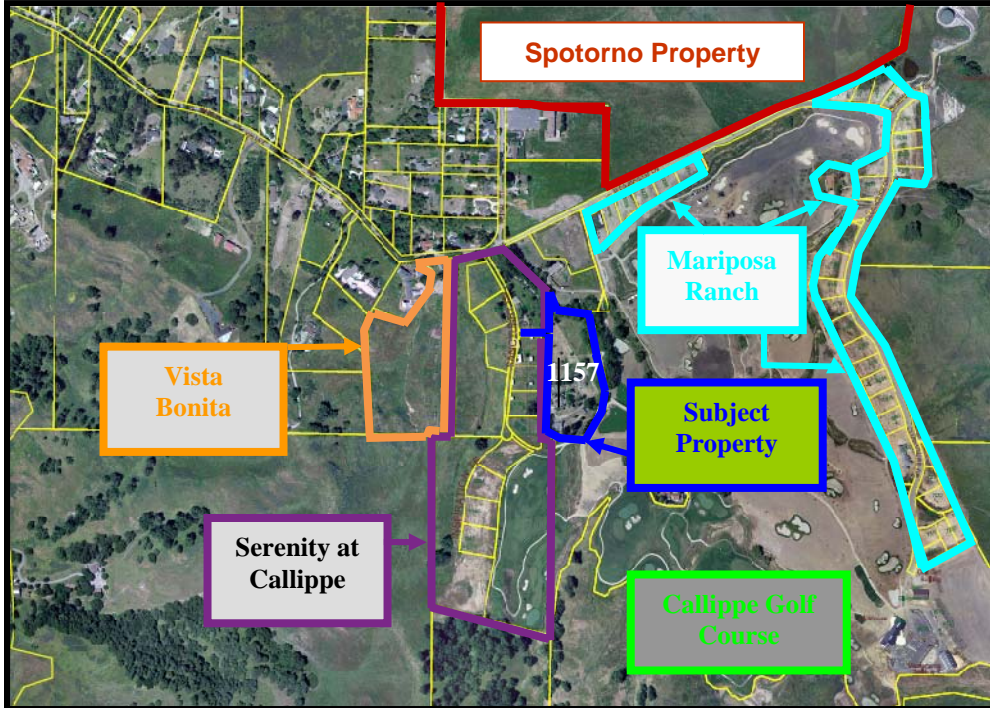 Spotorno Property
Mariposa
Ranch
1157
Vista
Bonita
Subject
Property
Serenity at
Callippe
Callippe Golf
Course